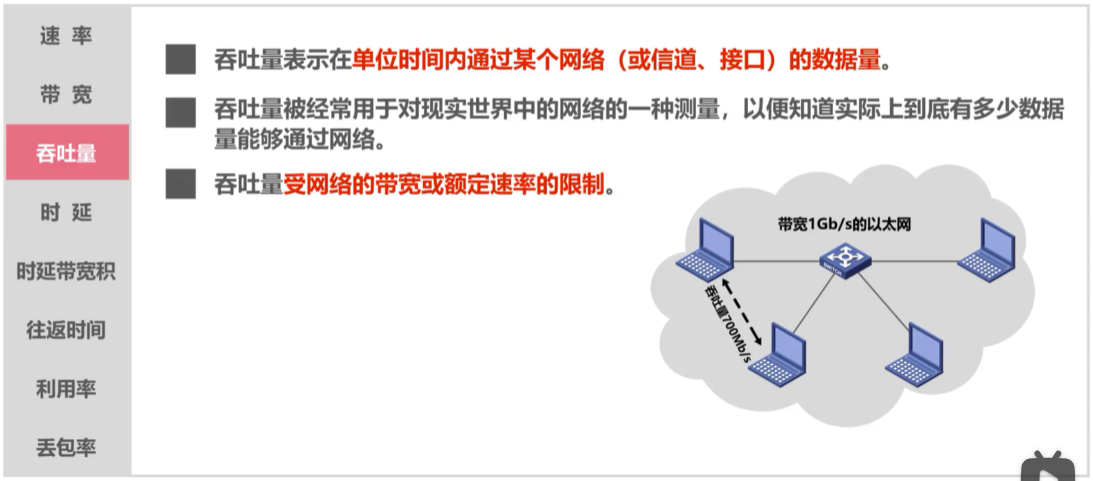 速 率
带 宽
吞吐量
时 延
时延带宽积
往返时间
利用率
丢包率
吞吐量表示在单位时间内通过某个网络（或信道、接口）的数据量。
吞吐量被经常用于对现实世界中的网络的一种测量，以便知道实际上到底有多少数据
量能够通过网络。
吞吐量受网络的带宽或额定速率的限制。
带宽1Gb/s的以太网
SWITCH
吞吐量700Mb/s